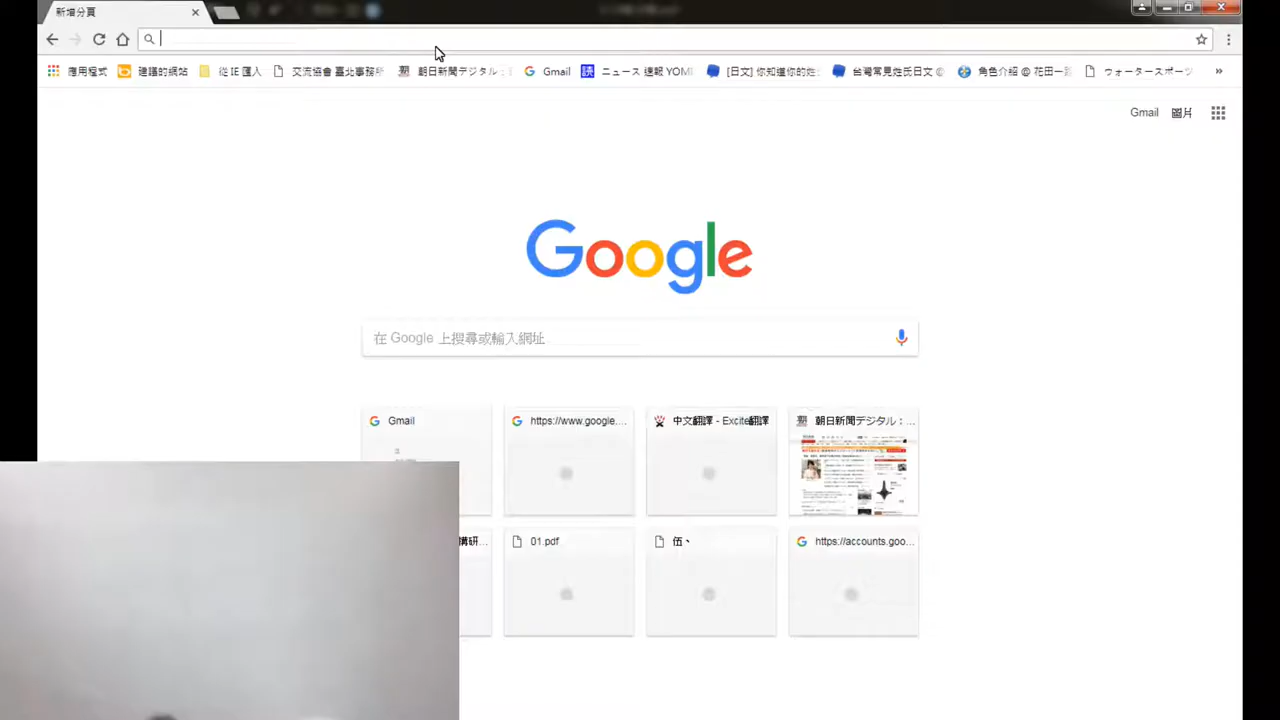 新增分頁
應用程式 建議的網站 從 IE 匯入 交流協會 臺北事務所 朝日新聞デジタル： Gmail ニュース 速報 YOMI [日文] 你知道你的姓 台灣常見姓氏日文 @ 角色介紹 @ 花田一 ウォータースポーツ »
Gmail 圖片
Google
在 Google 上搜尋或輸入網址
Gmail https://www.google.... 中文翻譯 - Excite翻譯 朝日新聞デジタル：...
講研... 01.pdf 伍、 https://accounts.goo...